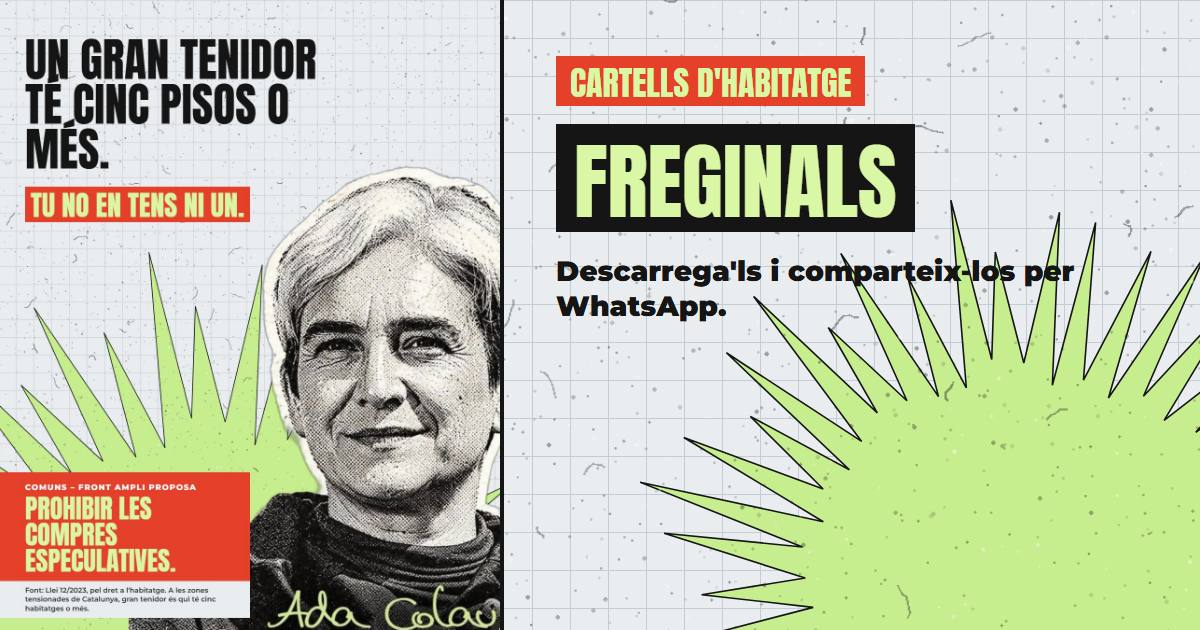 UN GRAN TENIDOR
TÉ CINC PISOS O
MÉS.
TU NO EN TENS NI UN.
COMUNS – FRONT AMPLI PROPOSA
PROHIBIR LES
COMPRES
ESPECULATIVES.
Font: Llei 12/2023, pel dret a l'habitatge. A les zones
tensionades de Catalunya, gran tenidor és qui té cinc
habitatges o més.
Ada Colau
CARTELLS D'HABITATGE
FREGINALS
Descarrega'ls i comparteix-los per
WhatsApp.